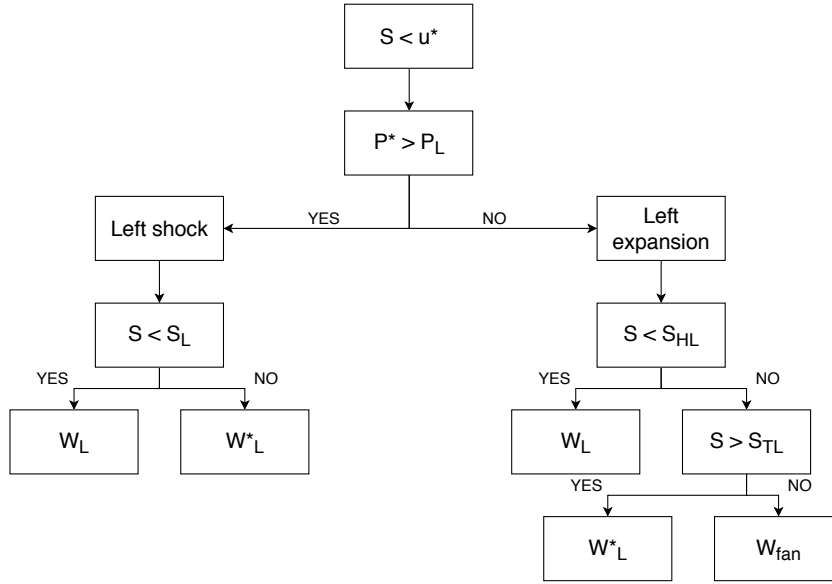 S < u*
P* > P_L
YES
NO
Left shock
Left
expansion
S < S_L
S < S_HL
YES
NO
YES
NO
W_L
W*_L
W_L
S > S_TL
YES
NO
W*_L
W_fan